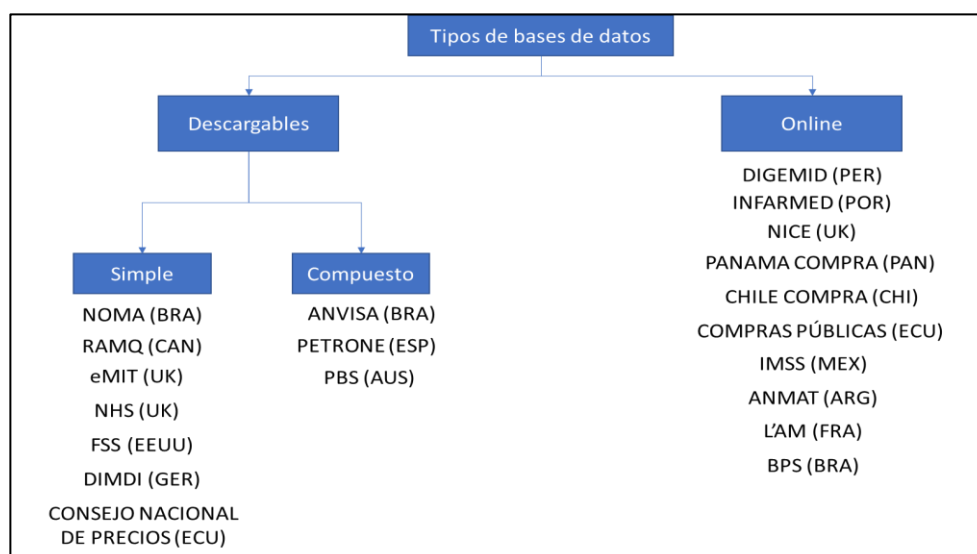 Tipos de bases de datos
Descargables
Online
Simple
NOMA (BRA)
RAMQ (CAN)
eMIT (UK)
NHS (UK)
FSS (EEUU)
DIMDI (GER)
CONSEJO NACIONAL
DE PRECIOS (ECU)
Compuesto
ANVISA (BRA)
PETRONE (ESP)
PBS (AUS)
DIGEMID (PER)
INFARMED (POR)
NICE (UK)
PANAMA COMPRA (PAN)
CHILE COMPRA (CHI)
COMPRAS PÚBLICAS (ECU)
IMSS (MEX)
ANMAT (ARG)
L'AM (FRA)
BPS (BRA)